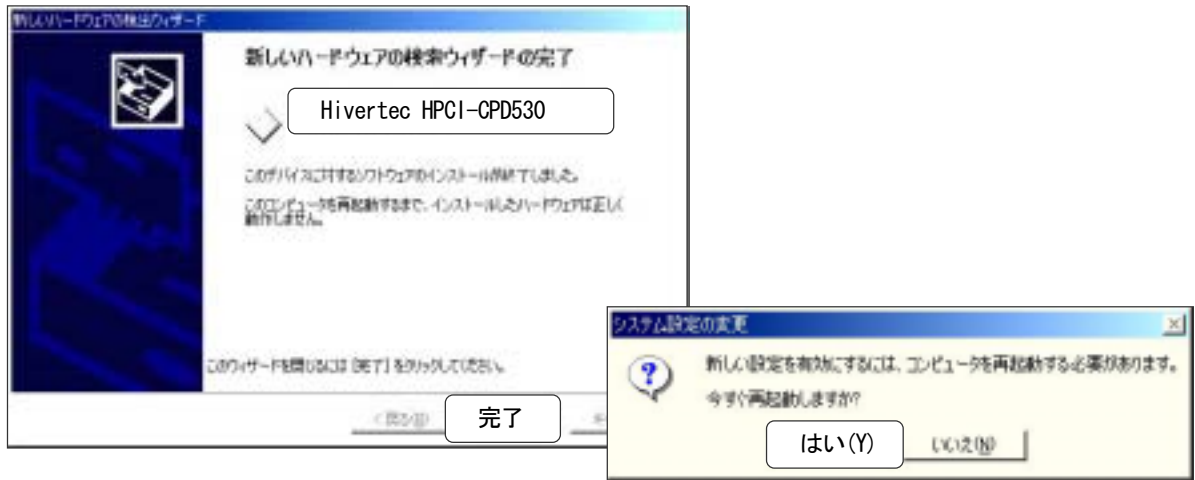 新しいハードウェアの検出ウィザード
新しいハードウェアの検索ウィザードの完了
Hivertec HPCI-CPD530
このデバイスに対するソフトウェアのインストールが終了しました。
このコンピュータを再起動するまで、インストールしたハードウェアは正しく
動作しません。
このウィザードを閉じるには [完了] をクリックしてください。
< 戻る(B)
完了
システム設定の変更
新しい設定を有効にするには、コンピュータを再起動する必要があります。
今すぐ再起動しますか?
はい(Y)
いいえ(N)